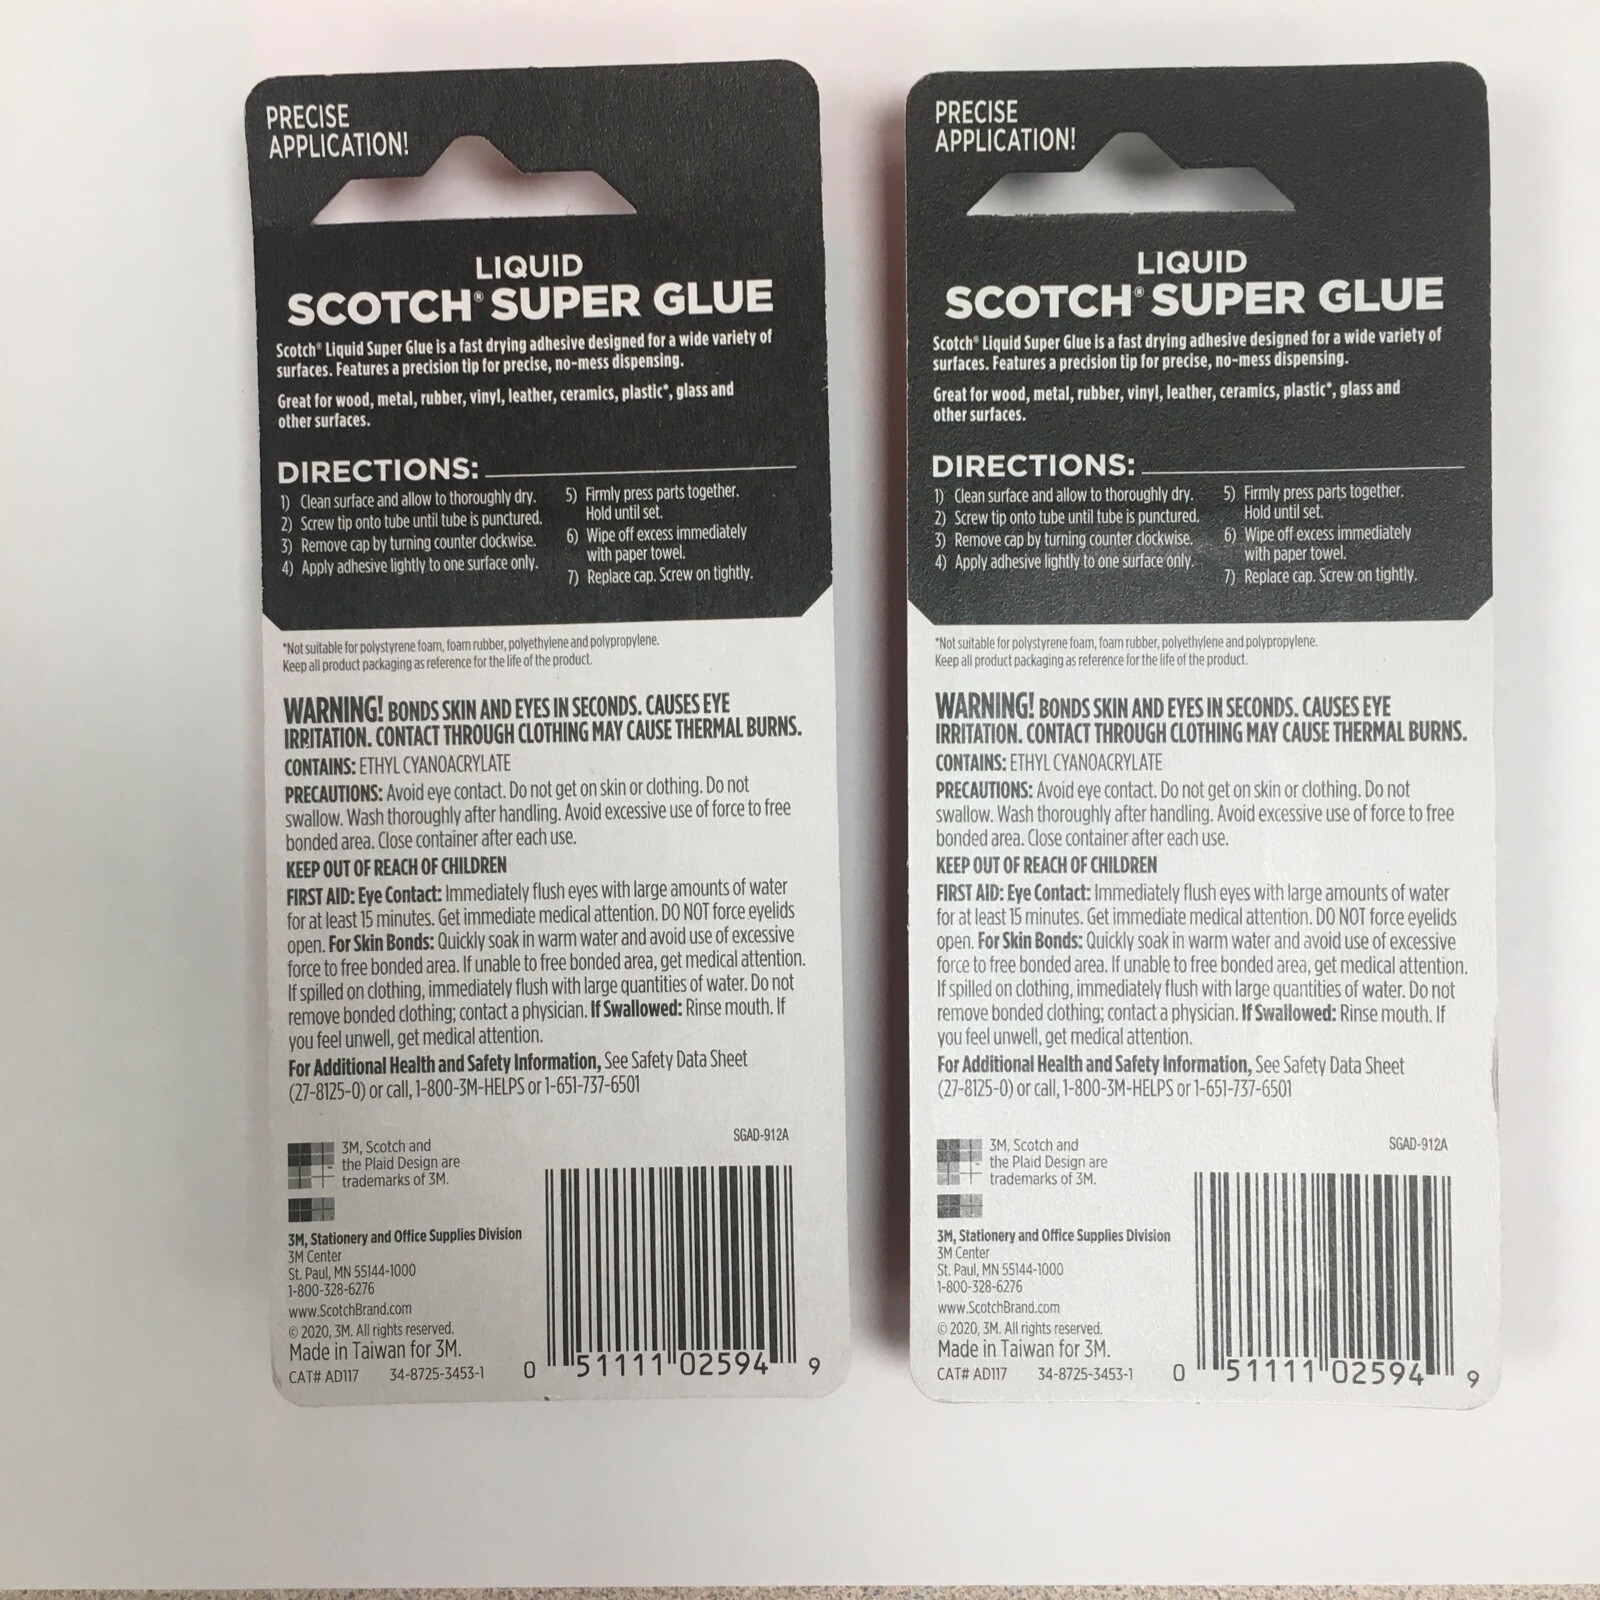 PRECISE
APPLICATION!
LIQUID
SCOTCH® SUPER GLUE
Scotch® Liquid Super Glue is a fast drying adhesive designed for a wide variety of
surfaces. Features a precision tip for precise, no-mess dispensing.
Great for wood, metal, rubber, vinyl, leather, ceramics, plastic*, glass and
other surfaces.
DIRECTIONS:
1) Clean surface and allow to thoroughly dry.
2) Screw tip onto tube until tube is punctured.
3) Remove cap by turning counter clockwise.
4) Apply adhesive lightly to one surface only.
5) Firmly press parts together.
Hold until set.
6) Wipe off excess immediately
with paper towel.
7) Replace cap. Screw on tightly.
*Not suitable for polystyrene foam, foam rubber, polyethylene and polypropylene.
Keep all product packaging as reference for the life of the product.
WARNING! BONDS SKIN AND EYES IN SECONDS. CAUSES EYE
IRRITATION. CONTACT THROUGH CLOTHING MAY CAUSE THERMAL BURNS.
CONTAINS: ETHYL CYANOACRYLATE
PRECAUTIONS: Avoid eye contact. Do not get on skin or clothing. Do not
swallow. Wash thoroughly after handling. Avoid excessive use of force to free
bonded area. Close container after each use.
KEEP OUT OF REACH OF CHILDREN
FIRST AID: Eye Contact: Immediately flush eyes with large amounts of water
for at least 15 minutes. Get immediate medical attention. DO NOT force eyelids
open. For Skin Bonds: Quickly soak in warm water and avoid use of excessive
force to free bonded area. If unable to free bonded area, get medical attention.
If spilled on clothing, immediately flush with large quantities of water. Do not
remove bonded clothing; contact a physician. If Swallowed: Rinse mouth. If
you feel unwell, get medical attention.
For Additional Health and Safety Information, See Safety Data Sheet
(27-8125-0) or call, 1-800-3M-HELPS or 1-651-737-6501
SGAD-912A
3M, Scotch and
the Plaid Design are
trademarks of 3M.
3M, Stationery and Office Supplies Division
3M Center
St. Paul, MN 55144-1000
1-800-328-6276
www.ScotchBrand.com
© 2020, 3M. All rights reserved.
Made in Taiwan for 3M.
CAT# AD117 34-8725-3453-1
0 51111 02594 9
PRECISE
APPLICATION!
LIQUID
SCOTCH® SUPER GLUE
Scotch® Liquid Super Glue is a fast drying adhesive designed for a wide variety of
surfaces. Features a precision tip for precise, no-mess dispensing.
Great for wood, metal, rubber, vinyl, leather, ceramics, plastic*, glass and
other surfaces.
DIRECTIONS:
1) Clean surface and allow to thoroughly dry.
2) Screw tip onto tube until tube is punctured.
3) Remove cap by turning counter clockwise.
4) Apply adhesive lightly to one surface only.
5) Firmly press parts together.
Hold until set.
6) Wipe off excess immediately
with paper towel.
7) Replace cap. Screw on tightly.
*Not suitable for polystyrene foam, foam rubber, polyethylene and polypropylene.
Keep all product packaging as reference for the life of the product.
WARNING! BONDS SKIN AND EYES IN SECONDS. CAUSES EYE
IRRITATION. CONTACT THROUGH CLOTHING MAY CAUSE THERMAL BURNS.
CONTAINS: ETHYL CYANOACRYLATE
PRECAUTIONS: Avoid eye contact. Do not get on skin or clothing. Do not
swallow. Wash thoroughly after handling. Avoid excessive use of force to free
bonded area. Close container after each use.
KEEP OUT OF REACH OF CHILDREN
FIRST AID: Eye Contact: Immediately flush eyes with large amounts of water
for at least 15 minutes. Get immediate medical attention. DO NOT force eyelids
open. For Skin Bonds: Quickly soak in warm water and avoid use of excessive
force to free bonded area. If unable to free bonded area, get medical attention.
If spilled on clothing, immediately flush with large quantities of water. Do not
remove bonded clothing; contact a physician. If Swallowed: Rinse mouth. If
you feel unwell, get medical attention.
For Additional Health and Safety Information, See Safety Data Sheet
(27-8125-0) or call, 1-800-3M-HELPS or 1-651-737-6501
SGAD-912A
3M, Scotch and
the Plaid Design are
trademarks of 3M.
3M, Stationery and Office Supplies Division
3M Center
St. Paul, MN 55144-1000
1-800-328-6276
www.ScotchBrand.com
© 2020, 3M. All rights reserved.
Made in Taiwan for 3M.
CAT# AD117 34-8725-3453-1
0 51111 02594 9